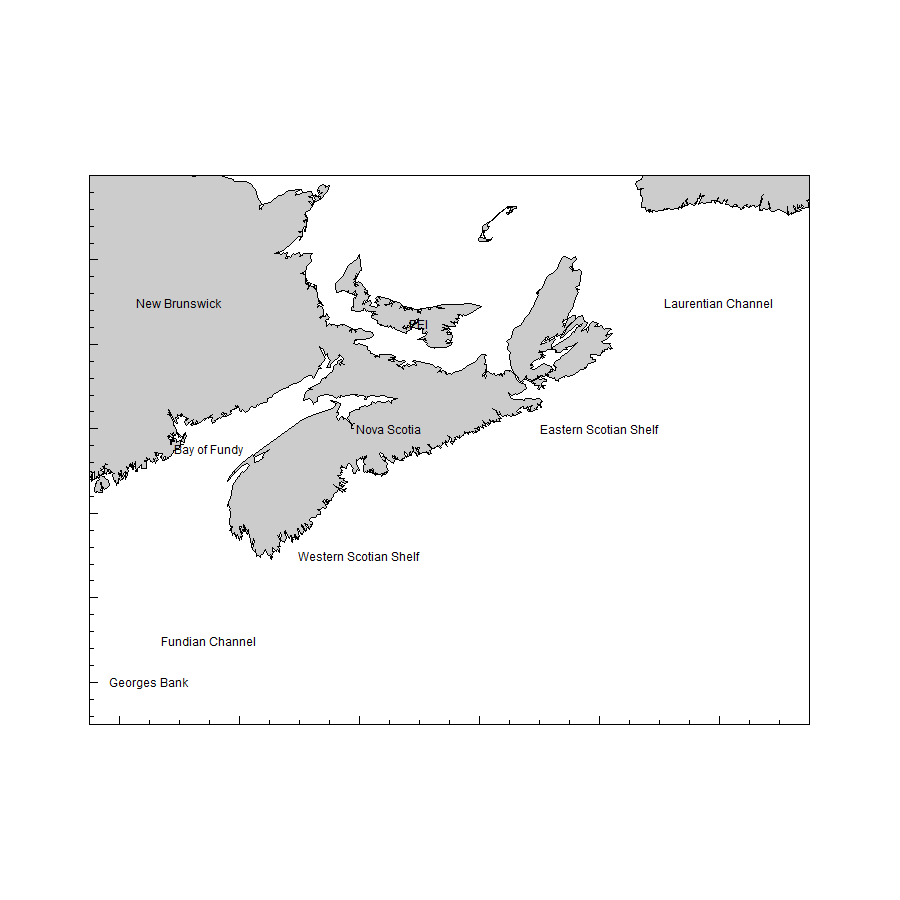 New Brunswick
Laurentian Channel
PEI
Nova Scotia
Eastern Scotian Shelf
Bay of Fundy
Western Scotian Shelf
Fundian Channel
Georges Bank